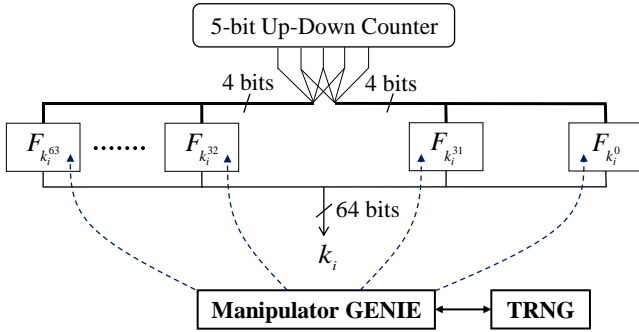 5-bit Up-Down Counter
4 bits 4 bits
F_{k_i^{63}} ....... F_{k_i^{32}} F_{k_i^{31}} F_{k_i^{0}}
64 bits
k_i
Manipulator GENIE TRNG